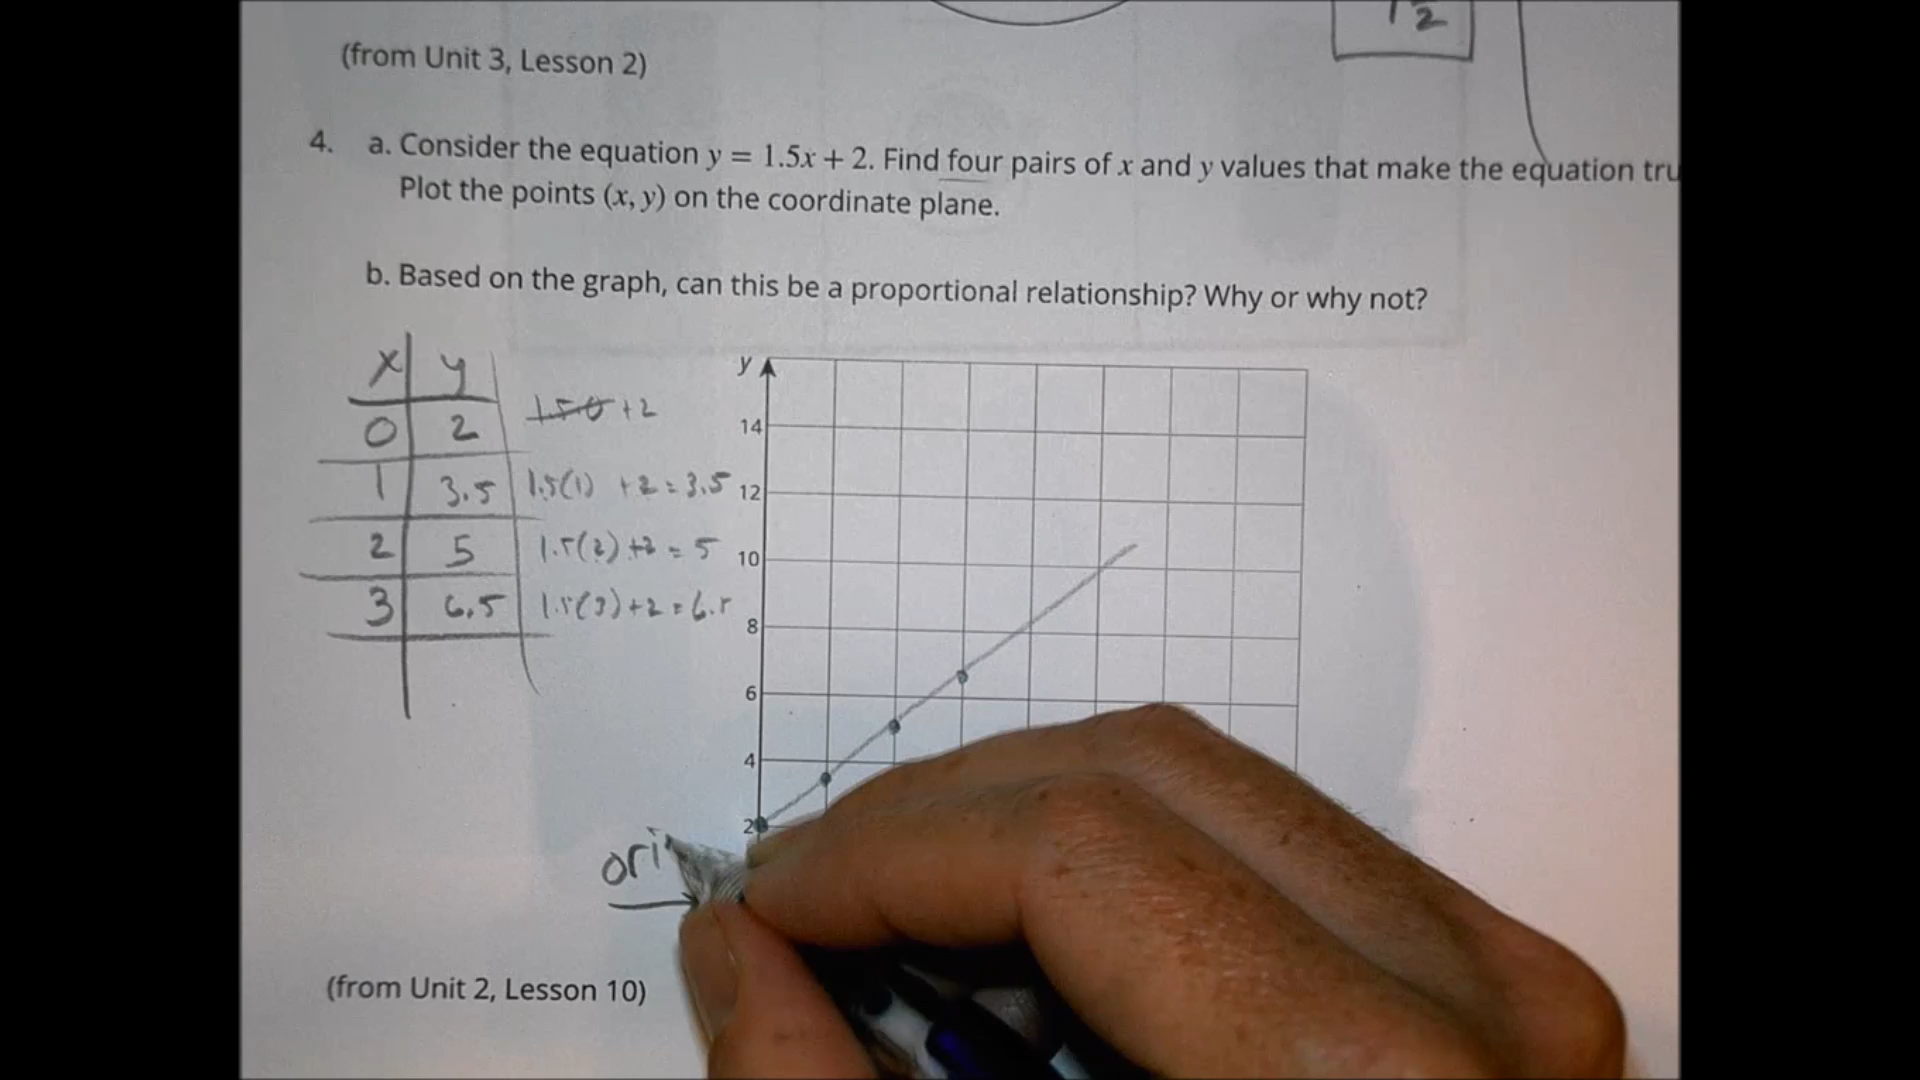 1 2
(from Unit 3, Lesson 2)
4. a. Consider the equation y = 1.5x + 2. Find four pairs of x and y values that make the equation tru
Plot the points (x, y) on the coordinate plane.
b. Based on the graph, can this be a proportional relationship? Why or why not?
x y
0 2 1.5·0 + 2
1 3.5 1.5(1) + 2 = 3.5
2 5 1.5(2) + 2 = 5
3 6.5 1.5(3) + 2 = 6.5
y
14
12
10
8
6
4
2
ori
(from Unit 2, Lesson 10)